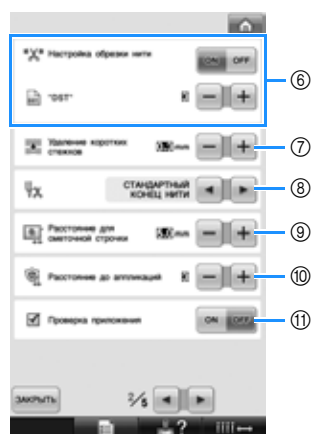 Настройка обрезки нити
ON OFF
⑥
"DST"
− +
Удаление коротких стежков
mm − +
⑦
СТАНДАРТНЫЙ КОНЕЦ НИТИ
⑧
Расстояние для сметочной строчки
mm − +
⑨
Расстояние до аппликаций
− +
⑩
Проверка приложения
ON OFF
⑪
ЗАКРЫТЬ
2/5
?